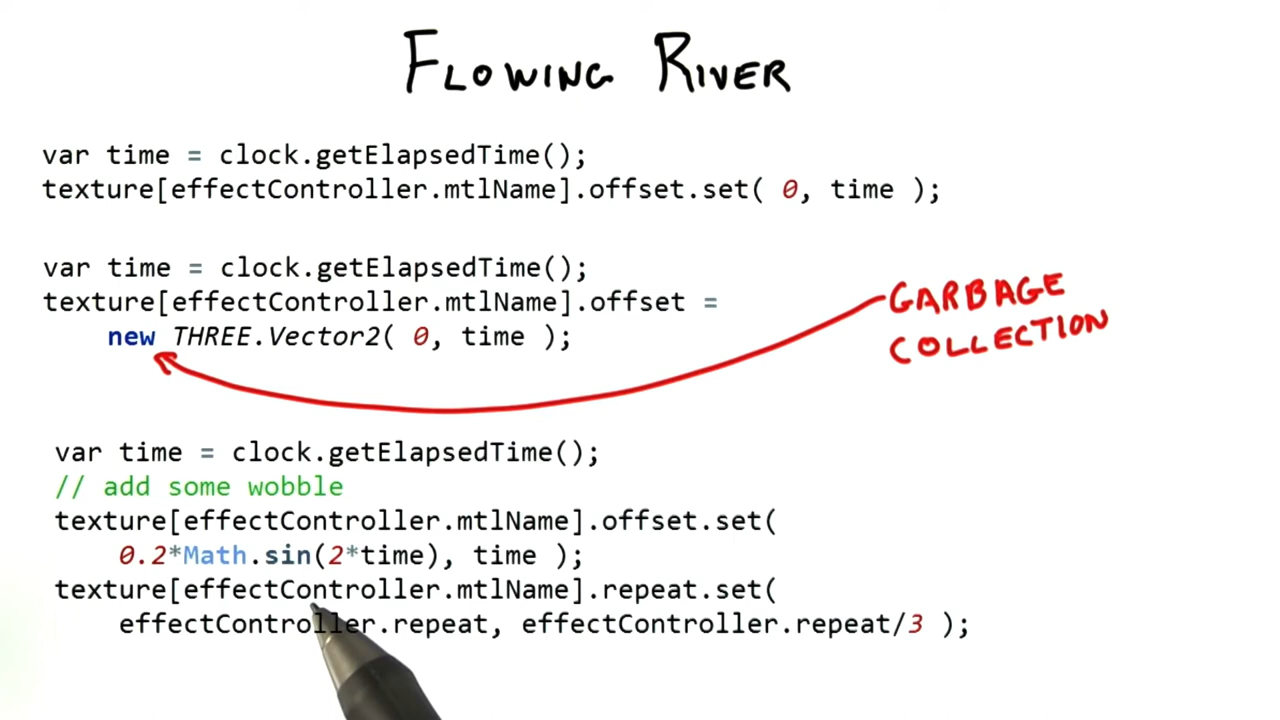 FLOWING RIVER
var time = clock.getElapsedTime();
texture[effectController.mtlName].offset.set( 0, time );
var time = clock.getElapsedTime();
texture[effectController.mtlName].offset =
new THREE.Vector2( 0, time );
GARBAGE
COLLECTION
var time = clock.getElapsedTime();
// add some wobble
texture[effectController.mtlName].offset.set(
0.2*Math.sin(2*time), time );
texture[effectController.mtlName].repeat.set(
effectController.repeat, effectController.repeat/3 );